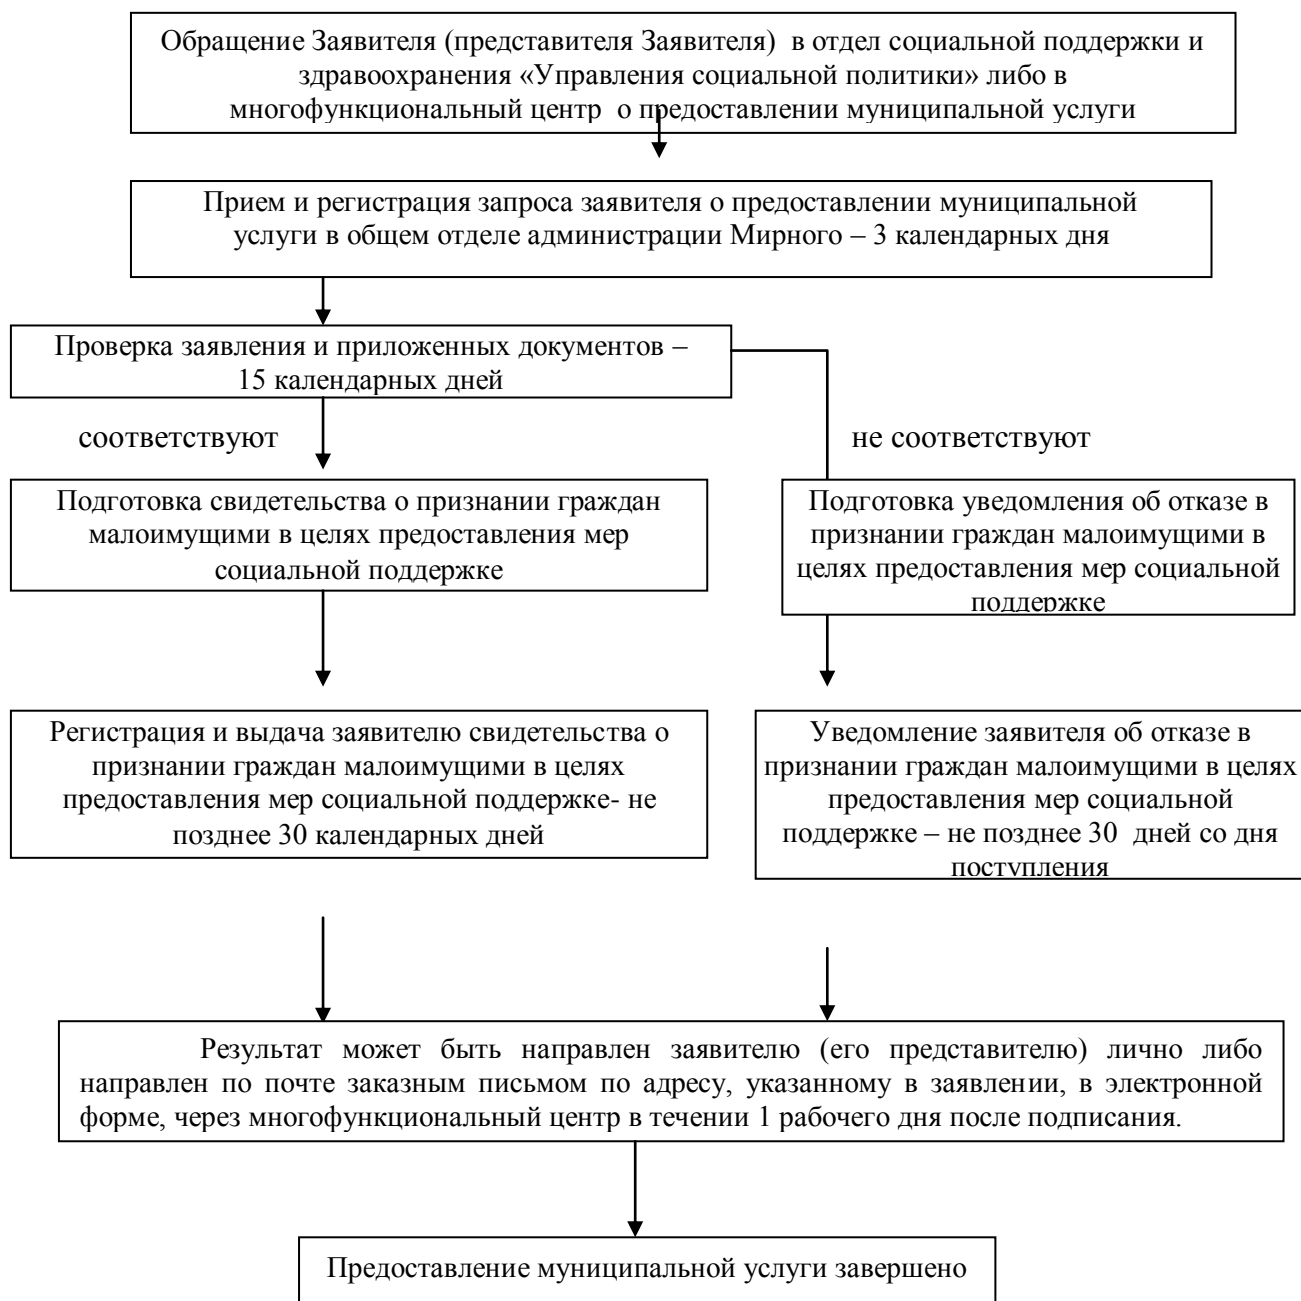 Обращение Заявителя (представителя Заявителя)  в отдел социальной поддержки и
здравоохранения «Управления социальной политики» либо в
многофункциональный центр  о предоставлении муниципальной услуги
Прием и регистрация запроса заявителя о предоставлении муниципальной
услуги в общем отделе администрации Мирного – 3 календарных дня
Проверка заявления и приложенных документов –
15 календарных дней
соответствуют
не соответствуют
Подготовка свидетельства о признании граждан
малоимущими в целях предоставления мер
социальной поддержке
Подготовка уведомления об отказе в
признании граждан малоимущими в
целях предоставления мер социальной
поддержке
Регистрация и выдача заявителю свидетельства о
признании граждан малоимущими в целях
предоставления мер социальной поддержке- не
позднее 30 календарных дней
Уведомление заявителя об отказе в
признании граждан малоимущими в целях
предоставления мер социальной
поддержке – не позднее 30  дней со дня
поступления
Результат может быть направлен заявителю (его представителю) лично либо
направлен по почте заказным письмом по адресу, указанному в заявлении, в электронной
форме, через многофункциональный центр в течении 1 рабочего дня после подписания.
Предоставление муниципальной услуги завершено